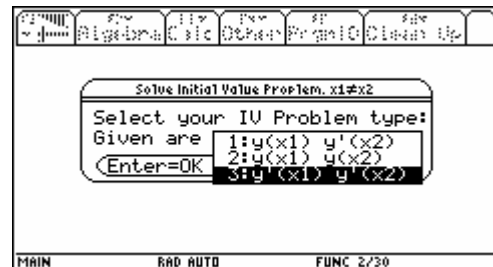 Algebra Calc Other PrgmIO Clean Up
Solve Initial Value Problem, x1≠x2
Select your IV Problem type:
Given are
1:y(x1) y'(x2)
2:y(x1) y(x2)
3:y'(x1) y'(x2)
Enter=OK
MAIN RAD AUTO FUNC 2/30